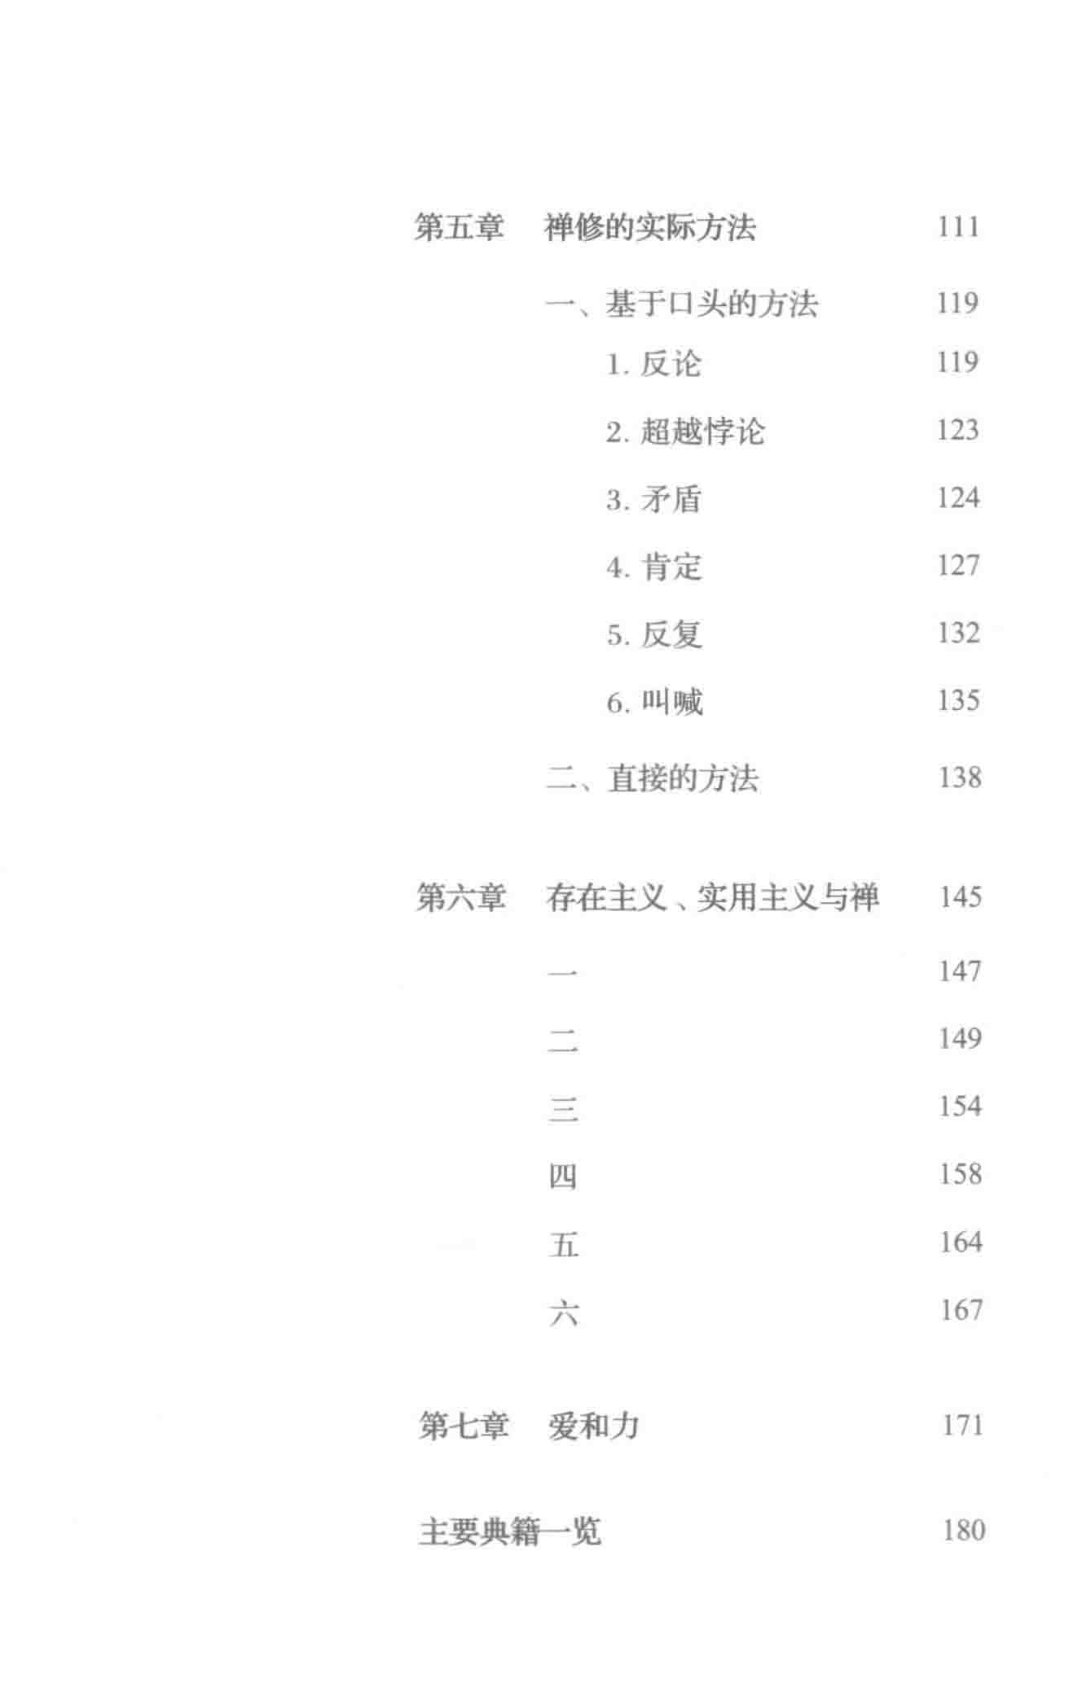 第五章 禅修的实际方法 111
一、基于口头的方法 119
1. 反论 119
2. 超越悖论 123
3. 矛盾 124
4. 肯定 127
5. 反复 132
6. 叫喊 135
二、直接的方法 138
第六章 存在主义、实用主义与禅 145
一 147
二 149
三 154
四 158
五 164
六 167
第七章 爱和力 171
主要典籍一览 180